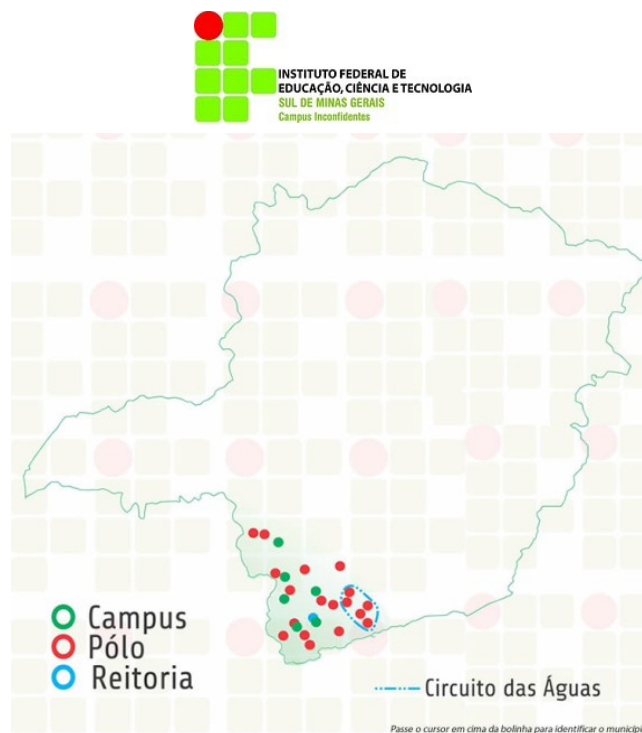 INSTITUTO FEDERAL DE
EDUCAÇÃO, CIÊNCIA E TECNOLOGIA
SUL DE MINAS GERAIS
Campus Inconfidentes
Campus
Pólo
Reitoria
Circuito das Águas
Passe o cursor em cima da bolinha para identificar o municípi